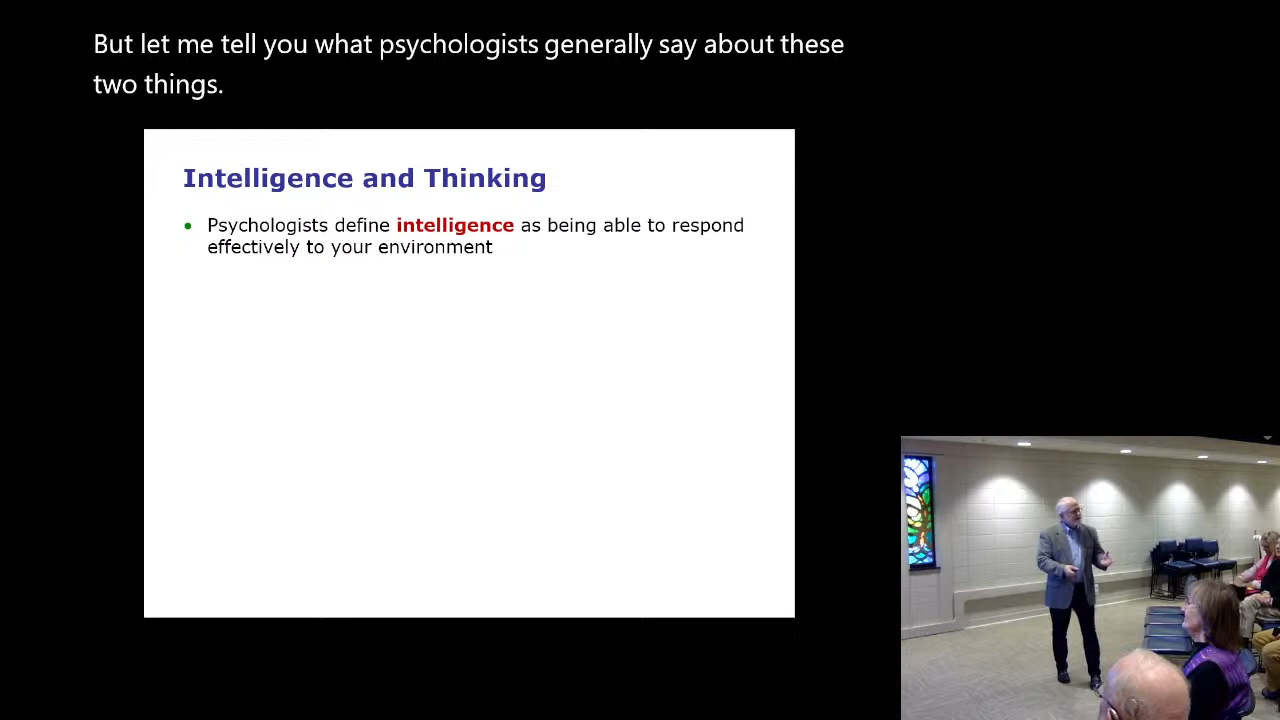 But let me tell you what psychologists generally say about these
two things.
Intelligence and Thinking
• Psychologists define intelligence as being able to respond
effectively to your environment